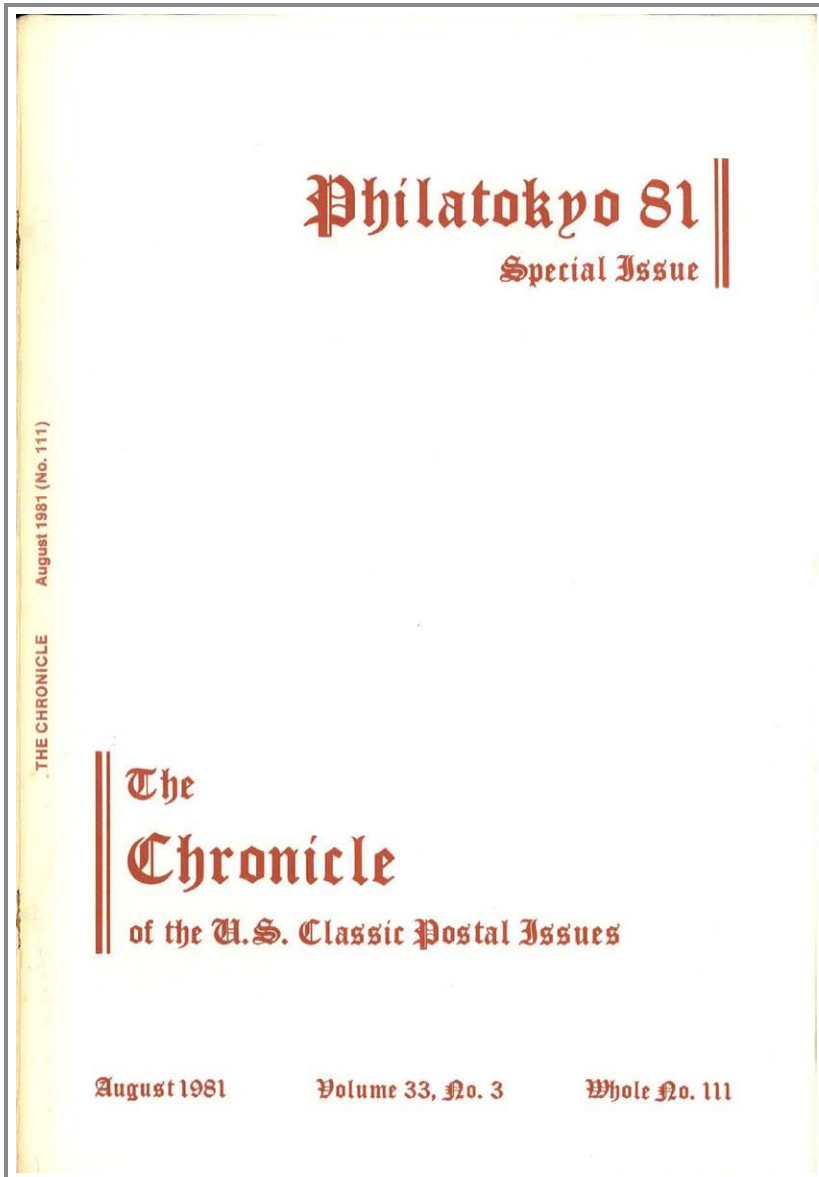 Philatokyo 81
Special Issue
THE CHRONICLE August 1981 (No. 111)
The
Chronicle
of the U.S. Classic Postal Issues
August 1981 Volume 33, No. 3 Whole No. 111